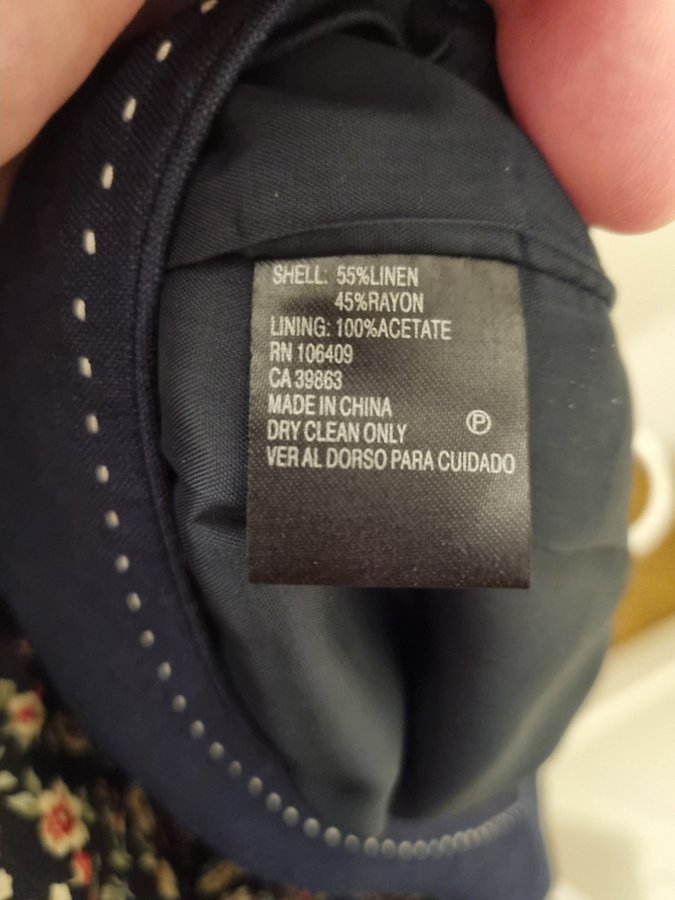 SHELL: 55%LINEN
45%RAYON
LINING: 100%ACETATE
RN 106409
CA 39863
MADE IN CHINA
DRY CLEAN ONLY Ⓟ
VER AL DORSO PARA CUIDADO